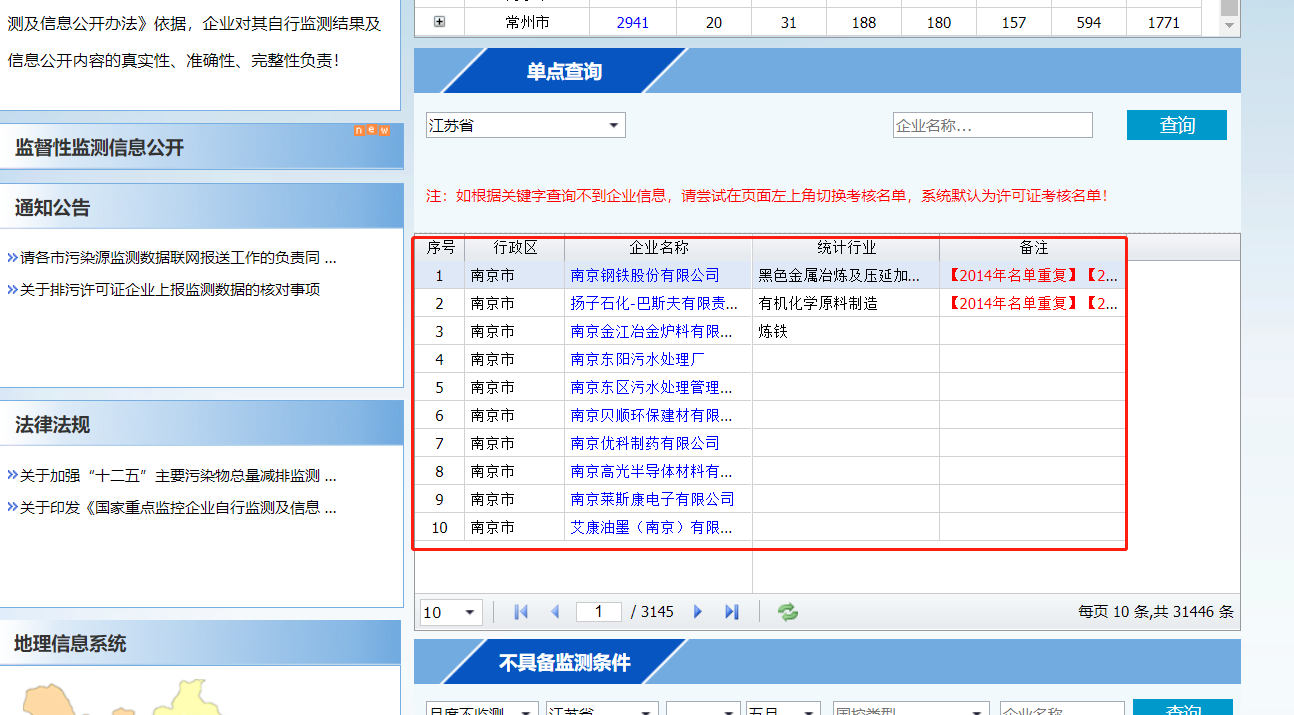 测及信息公开办法》依据，企业对其自行监测结果及
信息公开内容的真实性、准确性、完整性负责！
监督性监测信息公开
new
通知公告
请各市污染源监测数据联网报送工作的负责同 ...
关于排污许可证企业上报监测数据的核对事项
法律法规
关于加强“十二五”主要污染物总量减排监测 ...
关于印发《国家重点监控企业自行监测及信息 ...
地理信息系统
常州市 2941 20 31 188 180 157 594 1771
单点查询
江苏省 企业名称... 查询
注：如根据关键字查询不到企业信息，请尝试在页面左上角切换考核名单，系统默认为许可证考核名单！
序号 行政区 企业名称 统计行业 备注
1 南京市 南京钢铁股份有限公司 黑色金属冶炼及压延加... 【2014年名单重复】【2...
2 南京市 扬子石化-巴斯夫有限责... 有机化学原料制造 【2014年名单重复】【2...
3 南京市 南京金江冶金炉料有限... 炼铁
4 南京市 南京东阳污水处理厂
5 南京市 南京东区污水处理管理...
6 南京市 南京贝顺环保建材有限...
7 南京市 南京优科制药有限公司
8 南京市 南京高光半导体材料有...
9 南京市 南京莱斯康电子有限公司
10 南京市 艾康油墨（南京）有限...
10 1 / 3145 每页 10 条,共 31446 条
不具备监测条件
月度不监测 江苏省 五月 国控类型 企业名称 查询